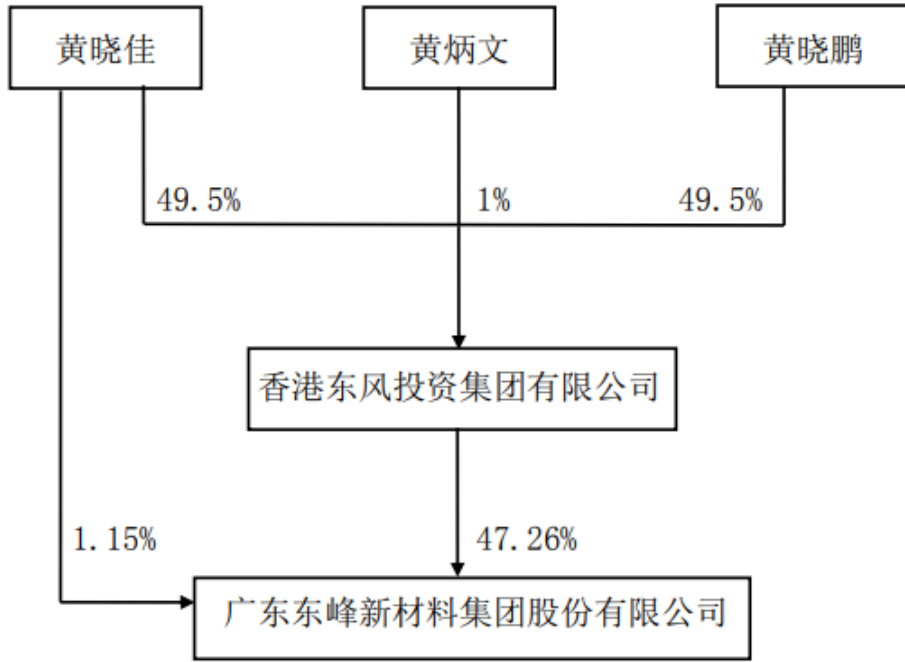 黄晓佳
黄炳文
黄晓鹏
49.5%
1%
49.5%
香港东风投资集团有限公司
1.15%
47.26%
广东东峰新材料集团股份有限公司